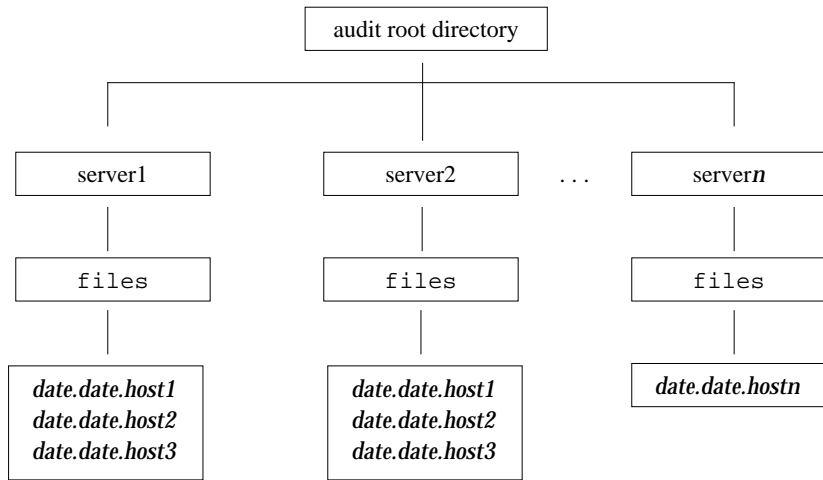 audit root directory
server1
server2
. . .
servern
files
files
files
date.date.host1
date.date.host2
date.date.host3
date.date.host1
date.date.host2
date.date.host3
date.date.hostn